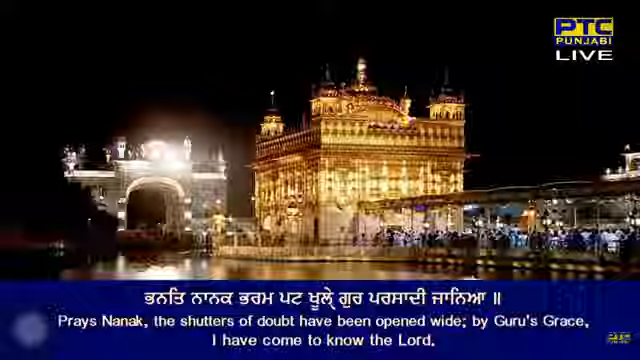 PTC
PUNJABI
LIVE
ਭਨਤਿ ਨਾਨਕ ਭਰਮ ਪਟ ਖੂਲ੍ਹੇ ਗੁਰ ਪਰਸਾਦੀ ਜਾਨਿਆ ॥
Prays Nanak, the shutters of doubt have been opened wide; by Guru's Grace,
I have come to know the Lord.